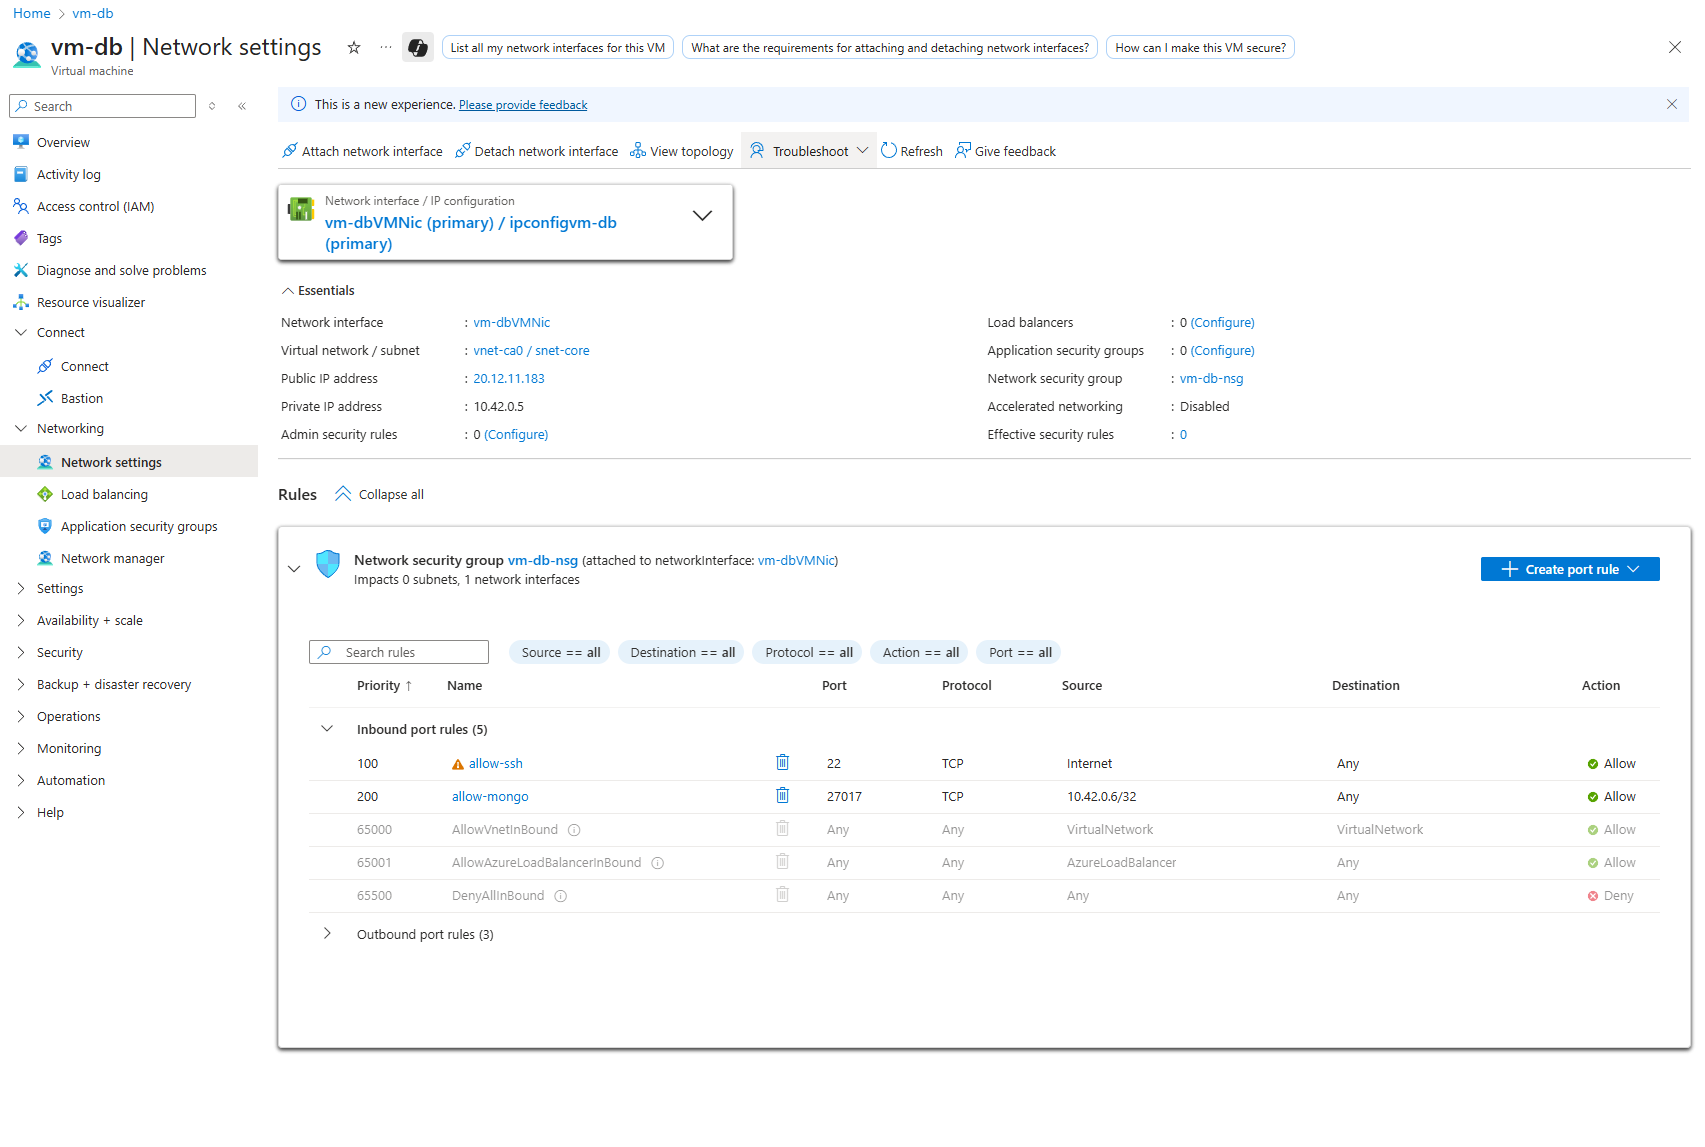 Home > vm-db
vm-db | Network settings
Virtual machine
List all my network interfaces for this VM
What are the requirements for attaching and detaching network interfaces?
How can I make this VM secure?
Search
Overview
Activity log
Access control (IAM)
Tags
Diagnose and solve problems
Resource visualizer
Connect
Connect
Bastion
Networking
Network settings
Load balancing
Application security groups
Network manager
Settings
Availability + scale
Security
Backup + disaster recovery
Operations
Monitoring
Automation
Help
This is a new experience. Please provide feedback
Attach network interface Detach network interface View topology Troubleshoot Refresh Give feedback
Network interface / IP configuration
vm-dbVMNic (primary) / ipconfigvm-db
(primary)
Essentials
Network interface : vm-dbVMNic
Virtual network / subnet : vnet-ca0 / snet-core
Public IP address : 20.12.11.183
Private IP address : 10.42.0.5
Admin security rules : 0 (Configure)
Load balancers : 0 (Configure)
Application security groups : 0 (Configure)
Network security group : vm-db-nsg
Accelerated networking : Disabled
Effective security rules : 0
Rules Collapse all
Network security group vm-db-nsg (attached to networkInterface: vm-dbVMNic)
Impacts 0 subnets, 1 network interfaces
Create port rule
Search rules Source == all Destination == all Protocol == all Action == all Port == all
Priority ↑ Name Port Protocol Source Destination Action
Inbound port rules (5)
100 allow-ssh 22 TCP Internet Any Allow
200 allow-mongo 27017 TCP 10.42.0.6/32 Any Allow
65000 AllowVnetInBound Any Any VirtualNetwork VirtualNetwork Allow
65001 AllowAzureLoadBalancerInBound Any Any AzureLoadBalancer Any Allow
65500 DenyAllInBound Any Any Any Any Deny
Outbound port rules (3)